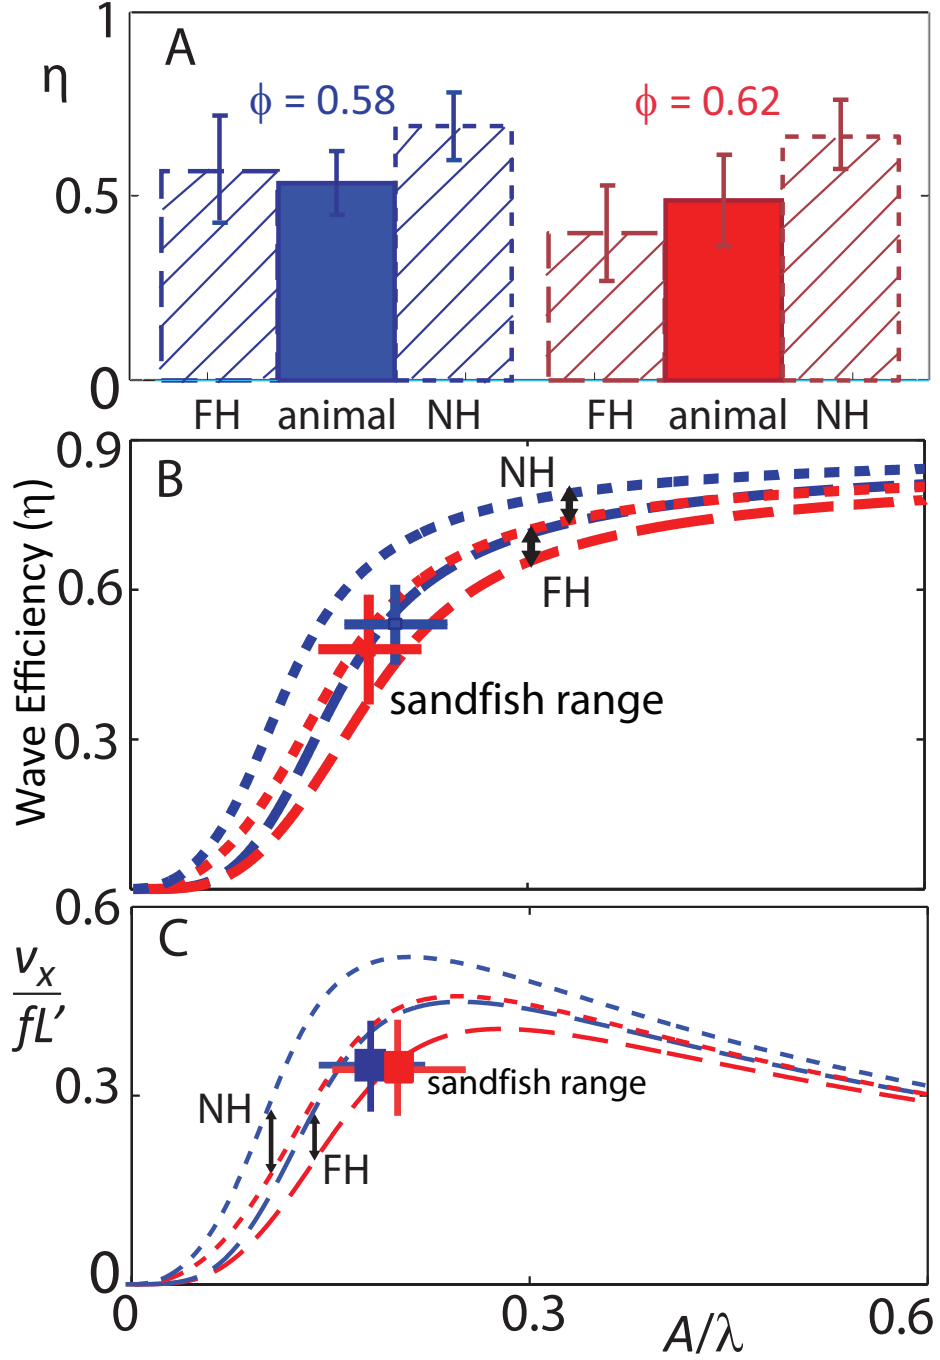 1
A
η
ϕ = 0.58
ϕ = 0.62
0.5
0
FH animal NH FH animal NH
0.9
B
NH
Wave Efficiency (η)
0.6
FH
sandfish range
0.3
0.6
C
v_x
fL′
0.3
sandfish range
NH
FH
0
0 0.3 0.6
A/λ